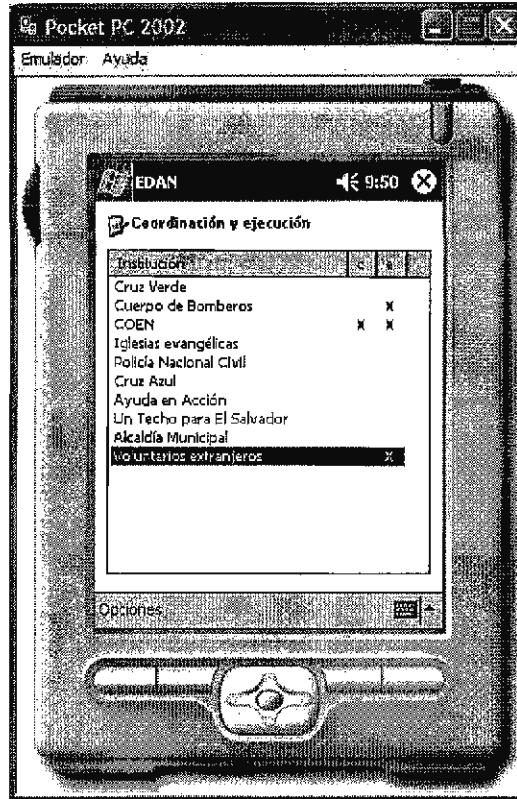 Pocket PC 2002
Emulador Ayuda
EDAN 9:50
Coordinación y ejecución
Institución c e
Cruz Verde
Cuerpo de Bomberos X
COEN X X
Iglesias evangélicas
Policía Nacional Civil
Cruz Azul
Ayuda en Acción
Un Techo para El Salvador
Alcaldía Municipal
Voluntarios extranjeros X
Opciones